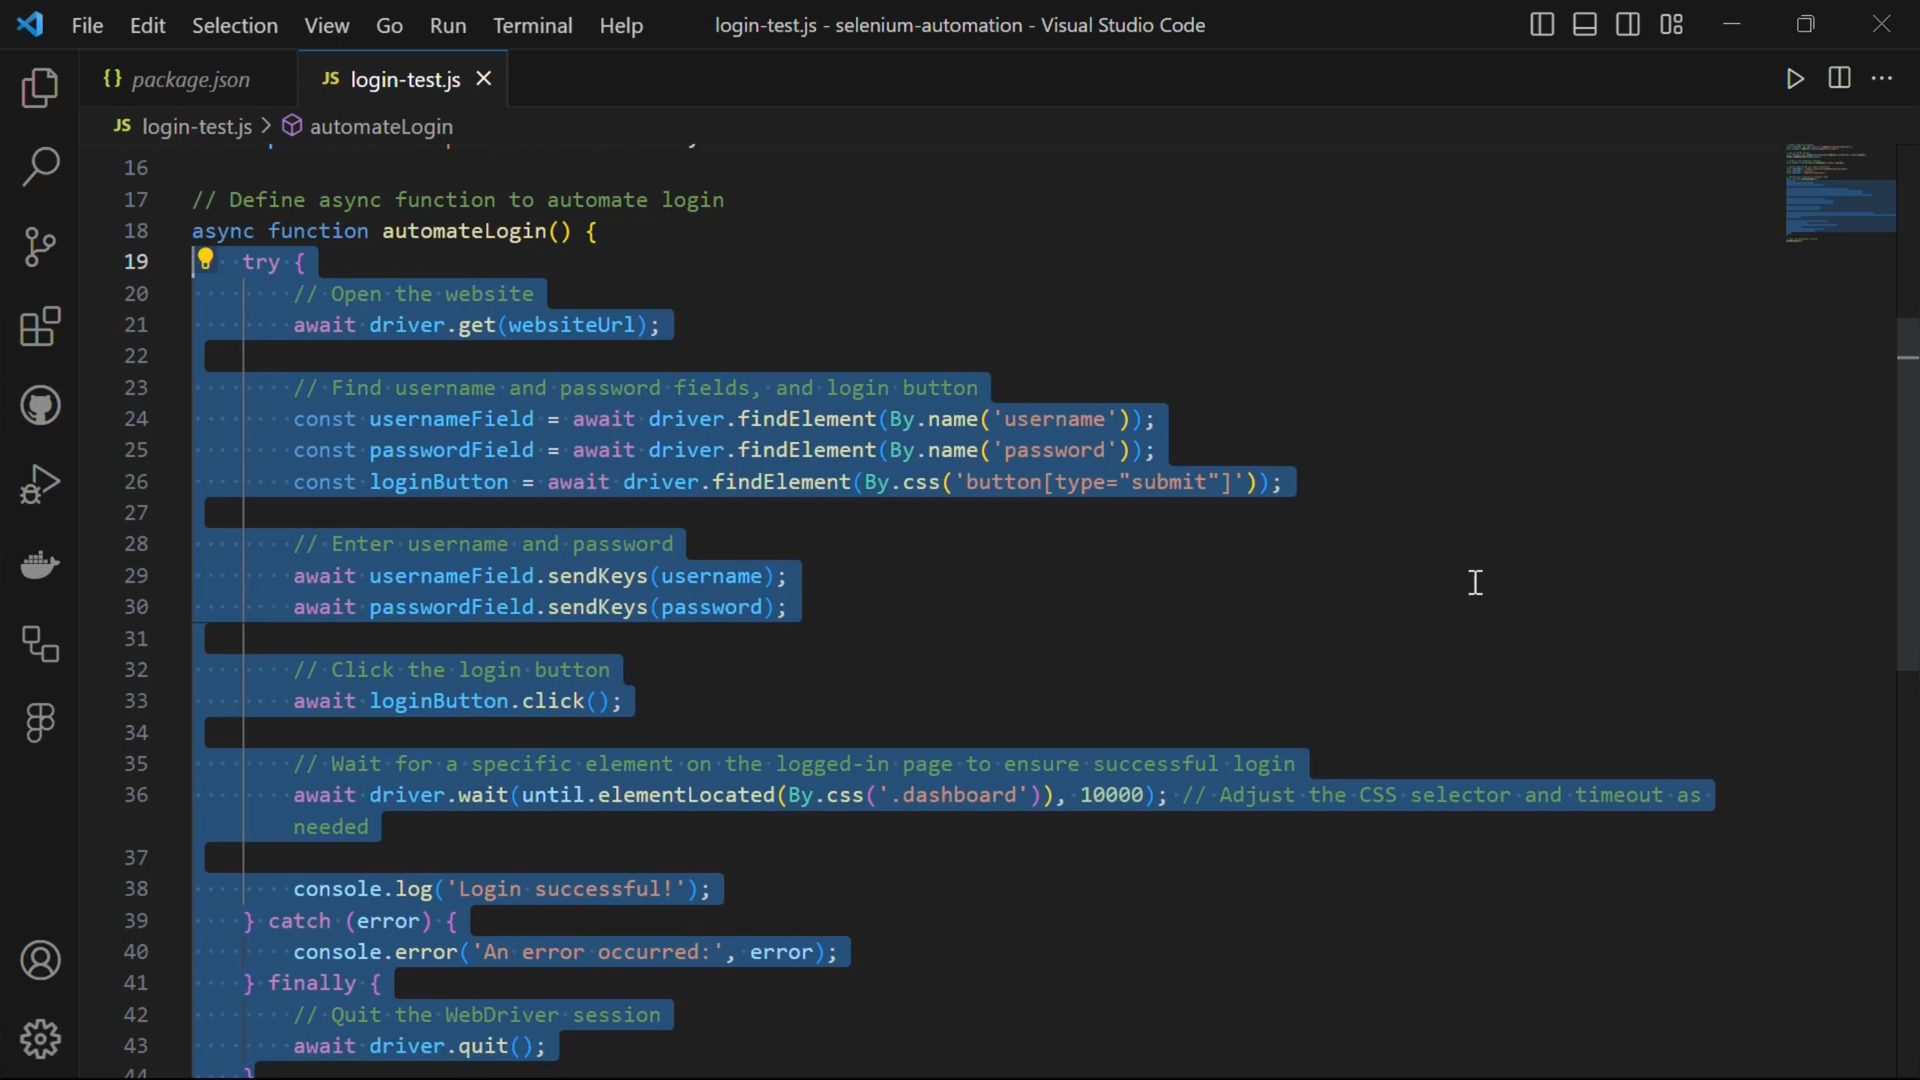 File Edit Selection View Go Run Terminal Help login-test.js - selenium-automation - Visual Studio Code
{} package.json JS login-test.js
JS login-test.js > automateLogin
16
17 // Define async function to automate login
18 async function automateLogin() {
19 try {
20 // Open the website
21 await driver.get(websiteUrl);
22
23 // Find username and password fields, and login button
24 const usernameField = await driver.findElement(By.name('username'));
25 const passwordField = await driver.findElement(By.name('password'));
26 const loginButton = await driver.findElement(By.css('button[type="submit"]'));
27
28 // Enter username and password
29 await usernameField.sendKeys(username);
30 await passwordField.sendKeys(password);
31
32 // Click the login button
33 await loginButton.click();
34
35 // Wait for a specific element on the logged-in page to ensure successful login
36 await driver.wait(until.elementLocated(By.css('.dashboard')), 10000); // Adjust the CSS selector and timeout as
needed
37
38 console.log('Login successful!');
39 } catch (error) {
40 console.error('An error occurred:', error);
41 } finally {
42 // Quit the WebDriver session
43 await driver.quit();
44 }